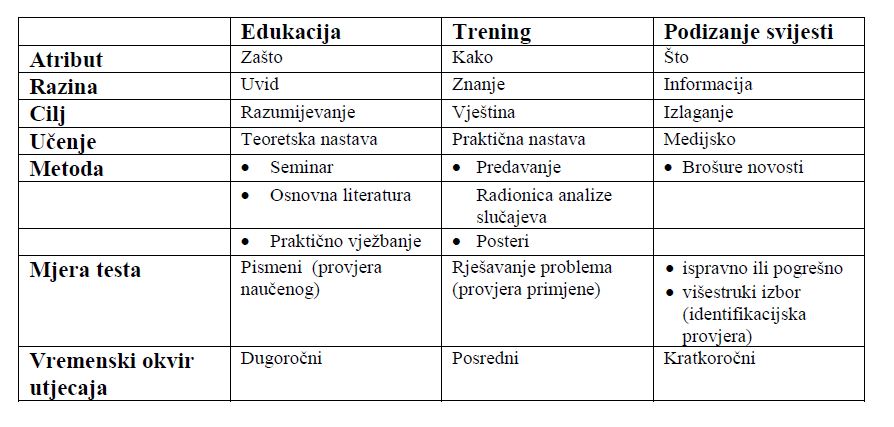 Edukacija Trening Podizanje svijesti
Atribut Zašto Kako Što
Razina Uvid Znanje Informacija
Cilj Razumijevanje Vještina Izlaganje
Učenje Teoretska nastava Praktična nastava Medijsko
Metoda • Seminar • Predavanje • Brošure novosti
• Osnovna literatura Radionica analize
slučajeva
• Praktično vježbanje • Posteri
Mjera testa Pismeni (provjera Rješavanje problema • ispravno ili pogrešno
naučenog) (provjera primjene) • višestruki izbor
(identifikacijska
provjera)
Vremenski okvir Dugoročni Posredni Kratkoročni
utjecaja